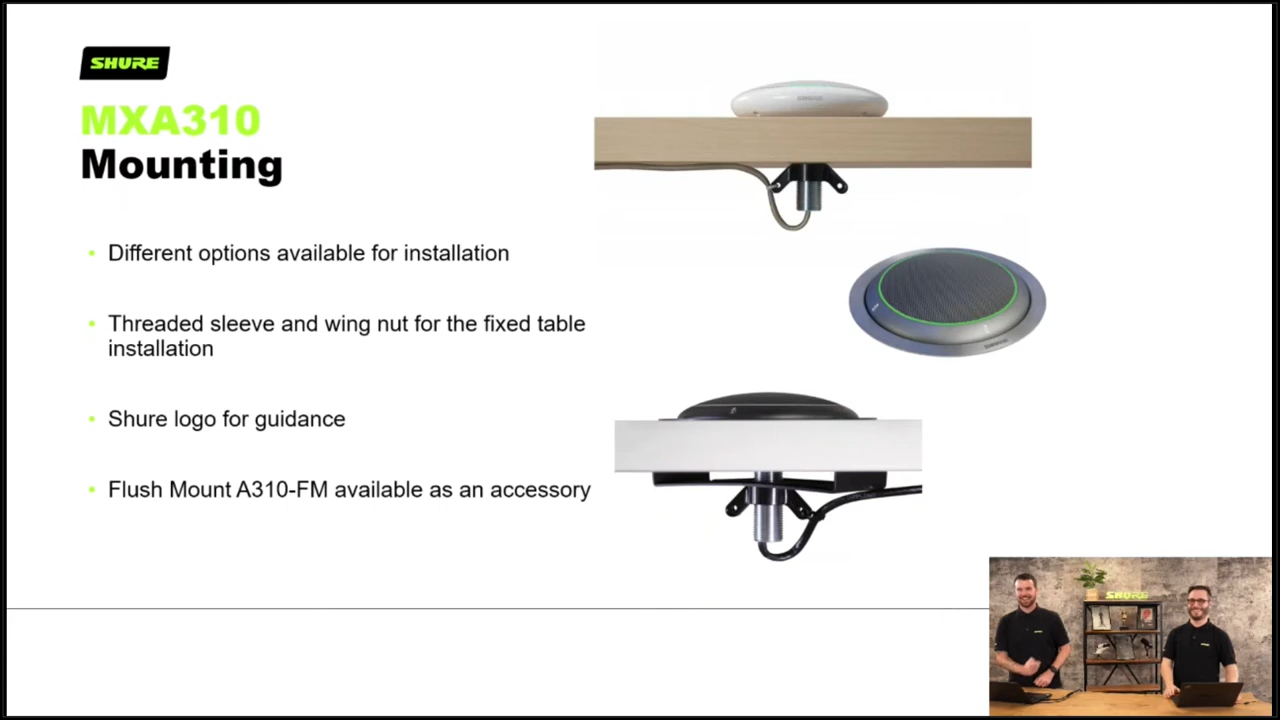 SHURE
MXA310
Mounting
Different options available for installation
Threaded sleeve and wing nut for the fixed table
installation
Shure logo for guidance
Flush Mount A310-FM available as an accessory
SHURE
SHURE